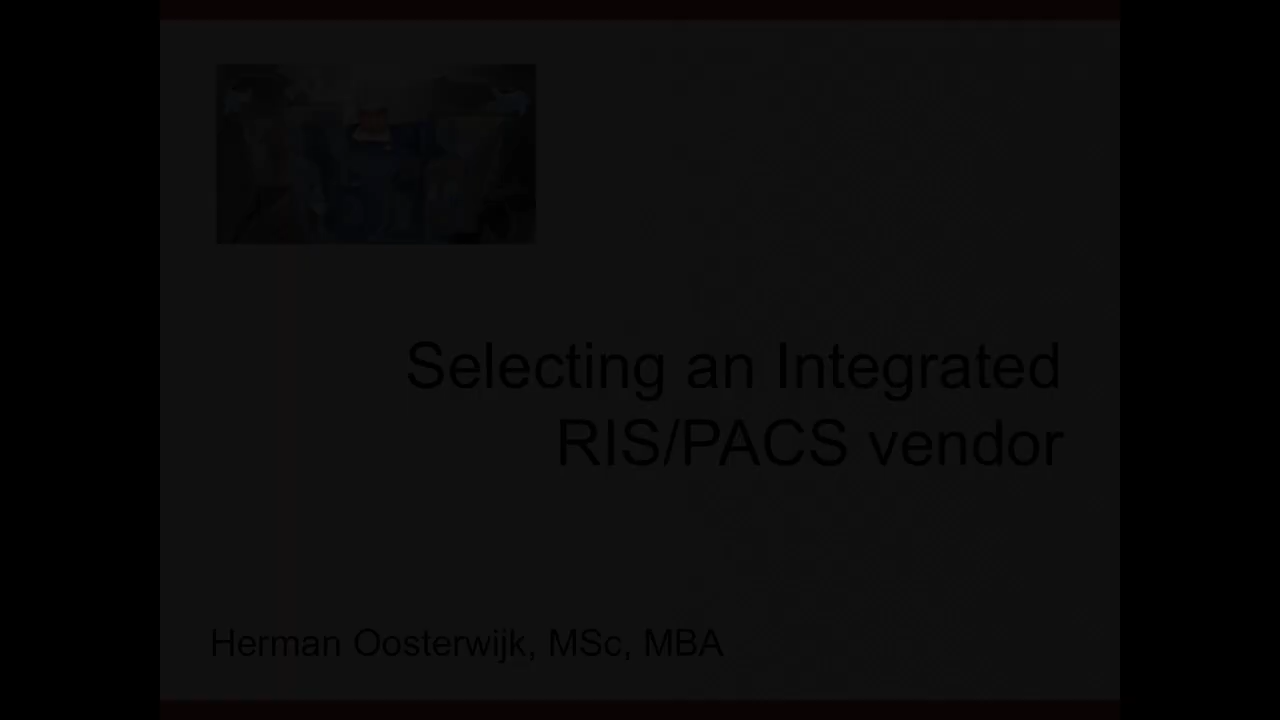 Selecting an Integrated
RIS/PACS vendor
Herman Oosterwijk, MSc, MBA